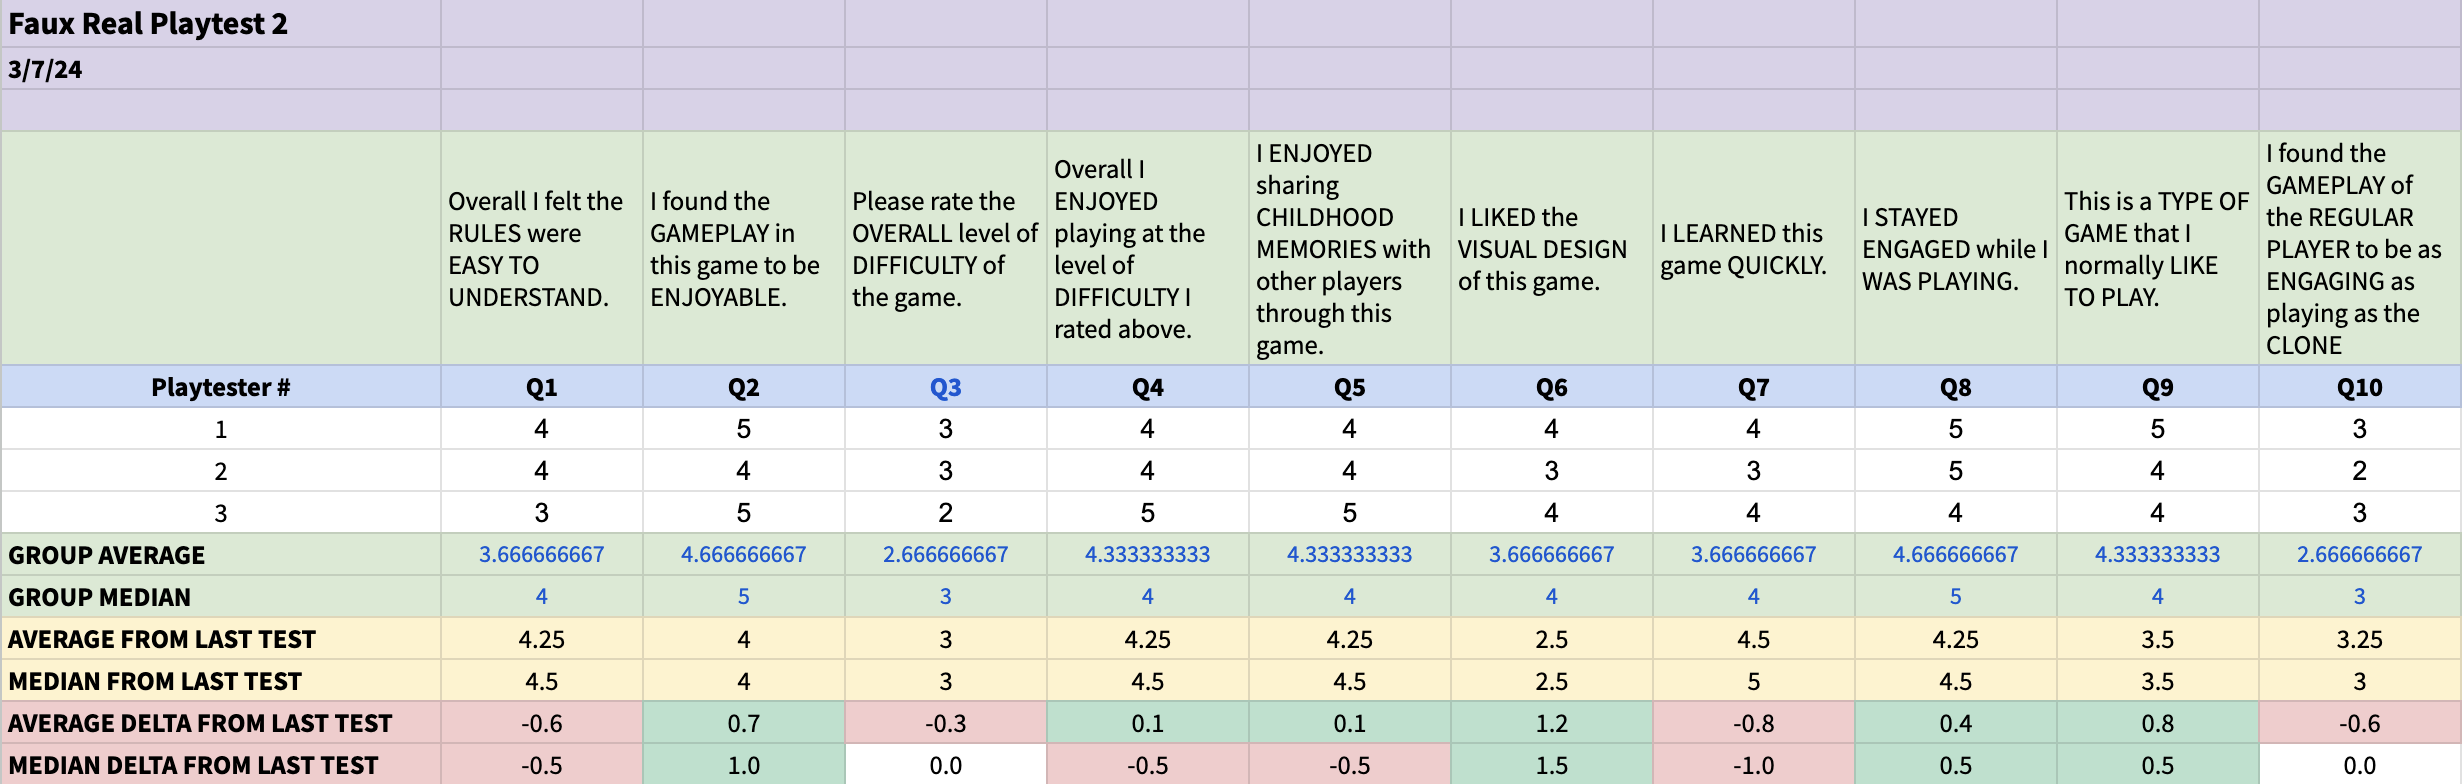 Faux Real Playtest 2
3/7/24
Overall I felt the
RULES were
EASY TO
UNDERSTAND.
I found the
GAMEPLAY in
this game to be
ENJOYABLE.
Please rate the
OVERALL level of
DIFFICULTY of
the game.
Overall I
ENJOYED
playing at the
level of
DIFFICULTY I
rated above.
I ENJOYED
sharing
CHILDHOOD
MEMORIES with
other players
through this
game.
I LIKED the
VISUAL DESIGN
of this game.
I LEARNED this
game QUICKLY.
I STAYED
ENGAGED while I
WAS PLAYING.
This is a TYPE OF
GAME that I
normally LIKE
TO PLAY.
I found the
GAMEPLAY of
the REGULAR
PLAYER to be as
ENGAGING as
playing as the
CLONE
Playtester # Q1 Q2 Q3 Q4 Q5 Q6 Q7 Q8 Q9 Q10
1 4 5 3 4 4 4 4 5 5 3
2 4 4 3 4 4 3 3 5 4 2
3 3 5 2 5 5 4 4 4 4 3
GROUP AVERAGE 3.666666667 4.666666667 2.666666667 4.333333333 4.333333333 3.666666667 3.666666667 4.666666667 4.333333333 2.666666667
GROUP MEDIAN 4 5 3 4 4 4 4 5 4 3
AVERAGE FROM LAST TEST 4.25 4 3 4.25 4.25 2.5 4.5 4.25 3.5 3.25
MEDIAN FROM LAST TEST 4.5 4 3 4.5 4.5 2.5 5 4.5 3.5 3
AVERAGE DELTA FROM LAST TEST -0.6 0.7 -0.3 0.1 0.1 1.2 -0.8 0.4 0.8 -0.6
MEDIAN DELTA FROM LAST TEST -0.5 1.0 0.0 -0.5 -0.5 1.5 -1.0 0.5 0.5 0.0